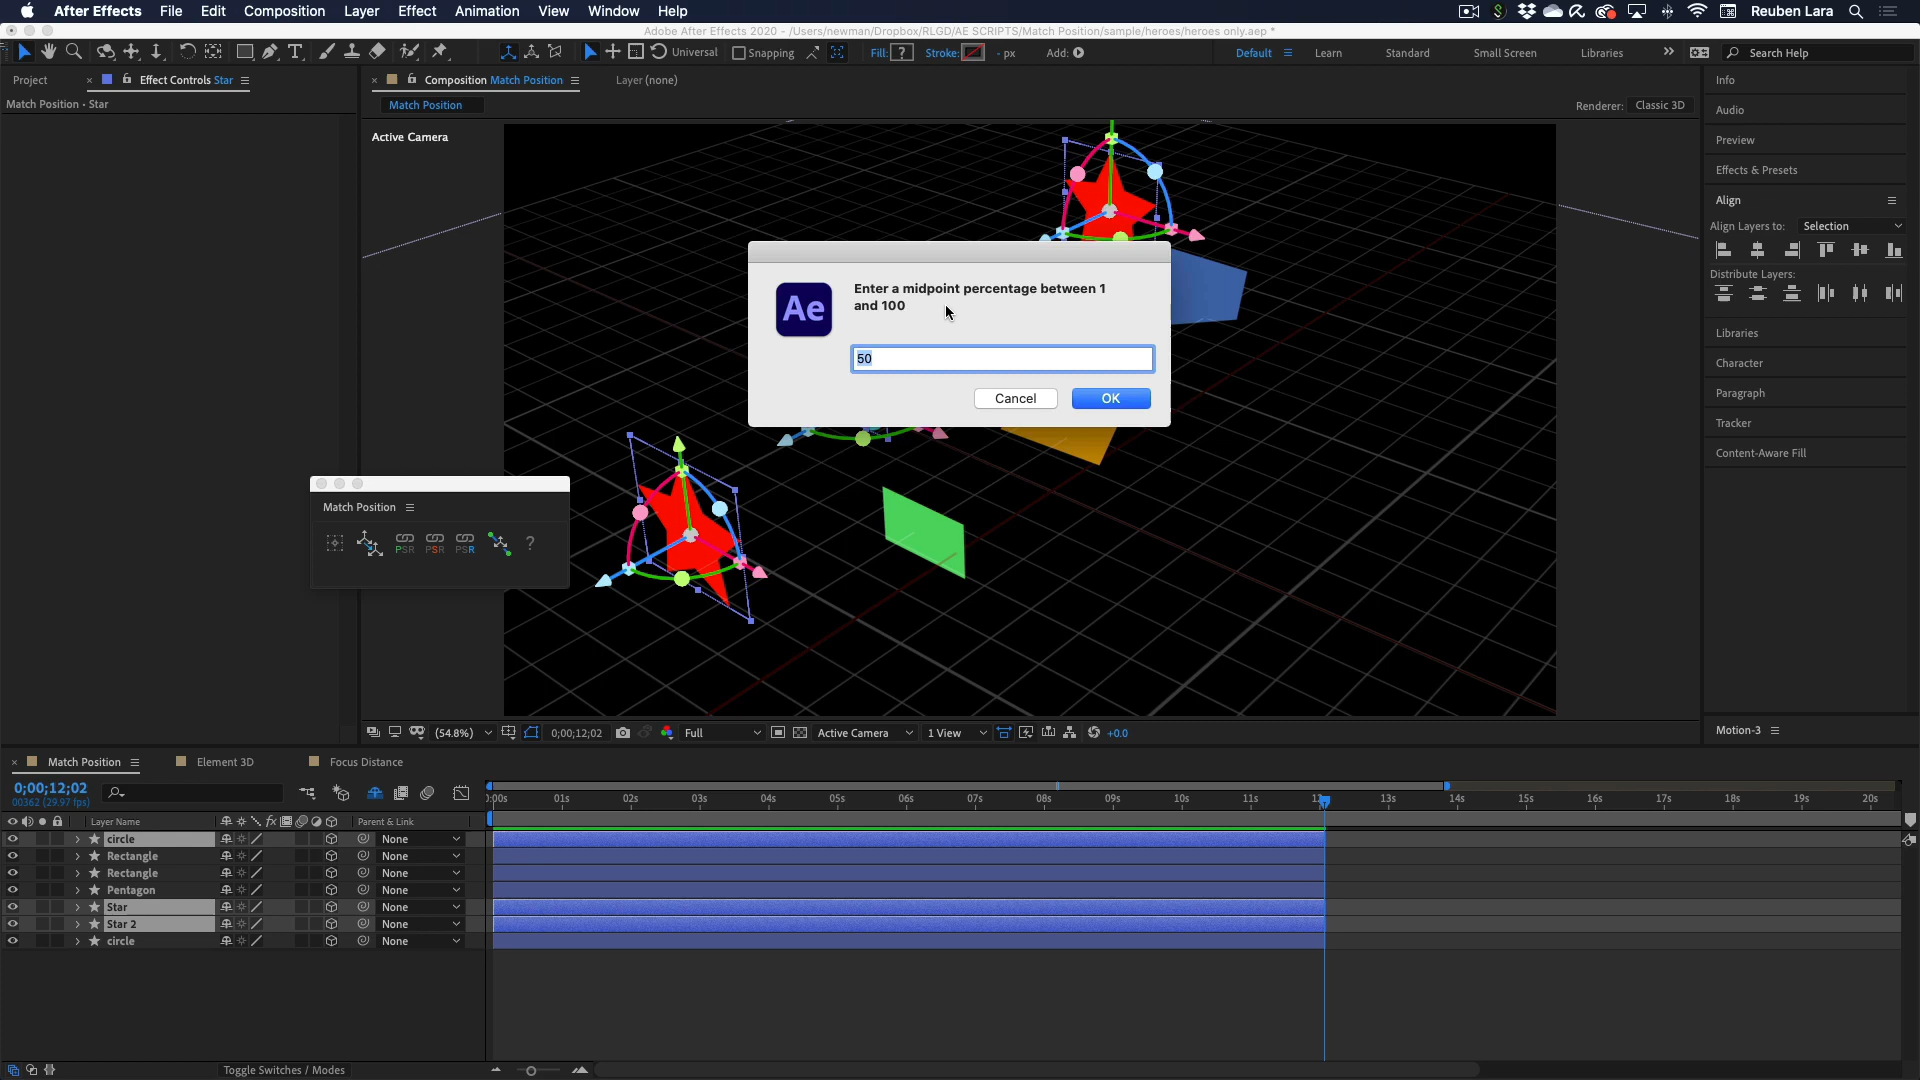 After Effects File Edit Composition Layer Effect Animation View Window Help Reuben Lara
Adobe After Effects 2020 - /Users/newman/Dropbox/RLGD/AE SCRIPTS/Match Position/sample/heroes/heroes only.aep *
Universal Snapping Fill: ? Stroke: - px Add: Default Learn Standard Small Screen Libraries Search Help
Project Effect Controls Star Composition Match Position Layer (none) Info
Match Position • Star Match Position Renderer: Classic 3D
Audio
Active Camera
Preview
Effects & Presets
Align
Align Layers to: Selection
Distribute Layers:
Enter a midpoint percentage between 1
and 100
Ae
50
Cancel OK
Libraries
Character
Paragraph
Tracker
Content-Aware Fill
Match Position
PSR PSR PSR ?
(54.8%) 0;00;12;02 Full Active Camera 1 View +0.0
Motion-3
Match Position Element 3D Focus Distance
0;00;12;02
00362 (29.97 fps)
01s 02s 03s 04s 05s 06s 07s 08s 09s 10s 11s 13s 14s 15s 16s 17s 18s 19s 20s
Layer Name fx Parent & Link
circle None
Rectangle None
Rectangle None
Pentagon None
Star None
Star 2 None
circle None
Toggle Switches / Modes